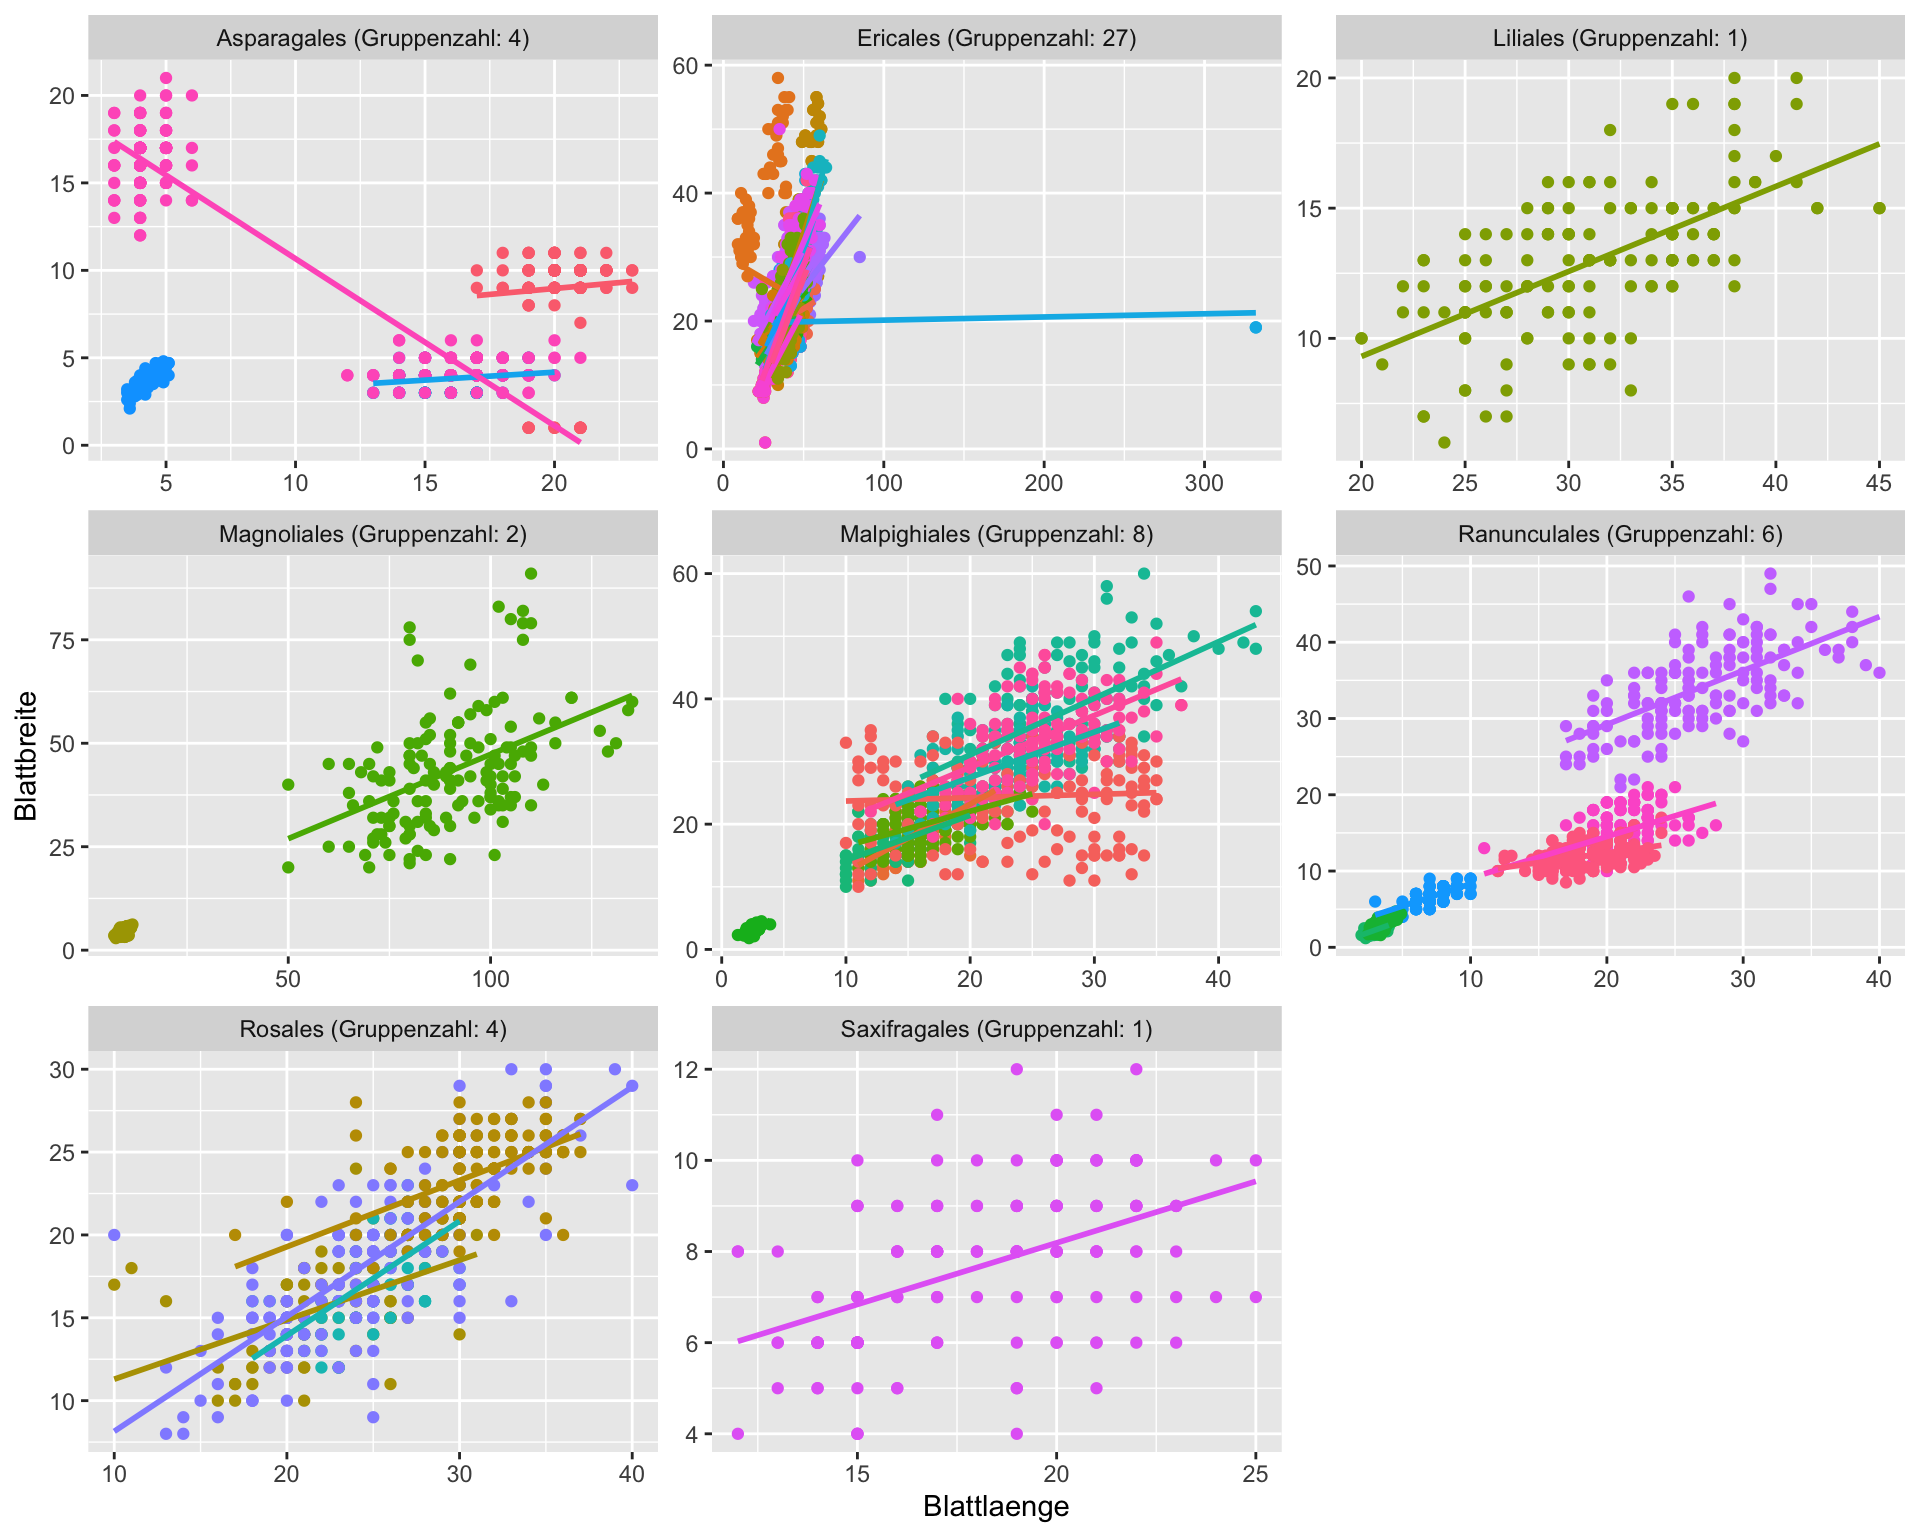 Asparagales (Gruppenzahl: 4)
Ericales (Gruppenzahl: 27)
Liliales (Gruppenzahl: 1)
20
15
10
5
0
5 10 15 20
60
40
20
0
0 100 200 300
20
15
10
20 25 30 35 40 45
Magnoliales (Gruppenzahl: 2)
Malpighiales (Gruppenzahl: 8)
Ranunculales (Gruppenzahl: 6)
Blattbreite
75
50
25
0
50 100
60
40
20
0
0 10 20 30 40
50
40
30
20
10
0
10 20 30 40
Rosales (Gruppenzahl: 4)
Saxifragales (Gruppenzahl: 1)
30
25
20
15
10
10 20 30 40
12
10
8
6
4
15 20 25
Blattlaenge